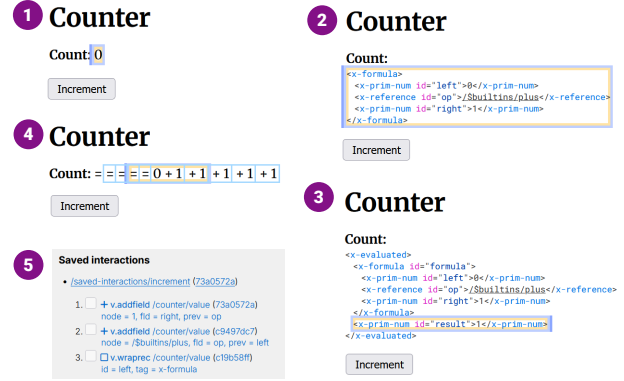 1 Counter
Count: 0
Increment
2 Counter
Count:
<x-formula>
<x-prim-num id="left">0</x-prim-num>
<x-reference id="op">/$builtins/plus</x-reference>
<x-prim-num id="right">1</x-prim-num>
</x-formula>
Increment
4 Counter
Count: = = = = = 0 + 1 + 1 + 1 + 1 + 1
Increment
3 Counter
Count:
<x-evaluated>
<x-formula id="formula">
<x-prim-num id="left">0</x-prim-num>
<x-reference id="op">/$builtins/plus</x-reference>
<x-prim-num id="right">1</x-prim-num>
</x-formula>
<x-prim-num id="result">1</x-prim-num>
</x-evaluated>
Increment
5 Saved interactions
• /saved-interactions/increment (73a0572a)
1. + v.addfield /counter/value (73a0572a)
node = 1, fld = right, prev = op
2. + v.addfield /counter/value (c9497dc7)
node = /$builtins/plus, fld = op, prev = left
3. v.wraprec /counter/value (c19b58ff)
id = left, tag = x-formula